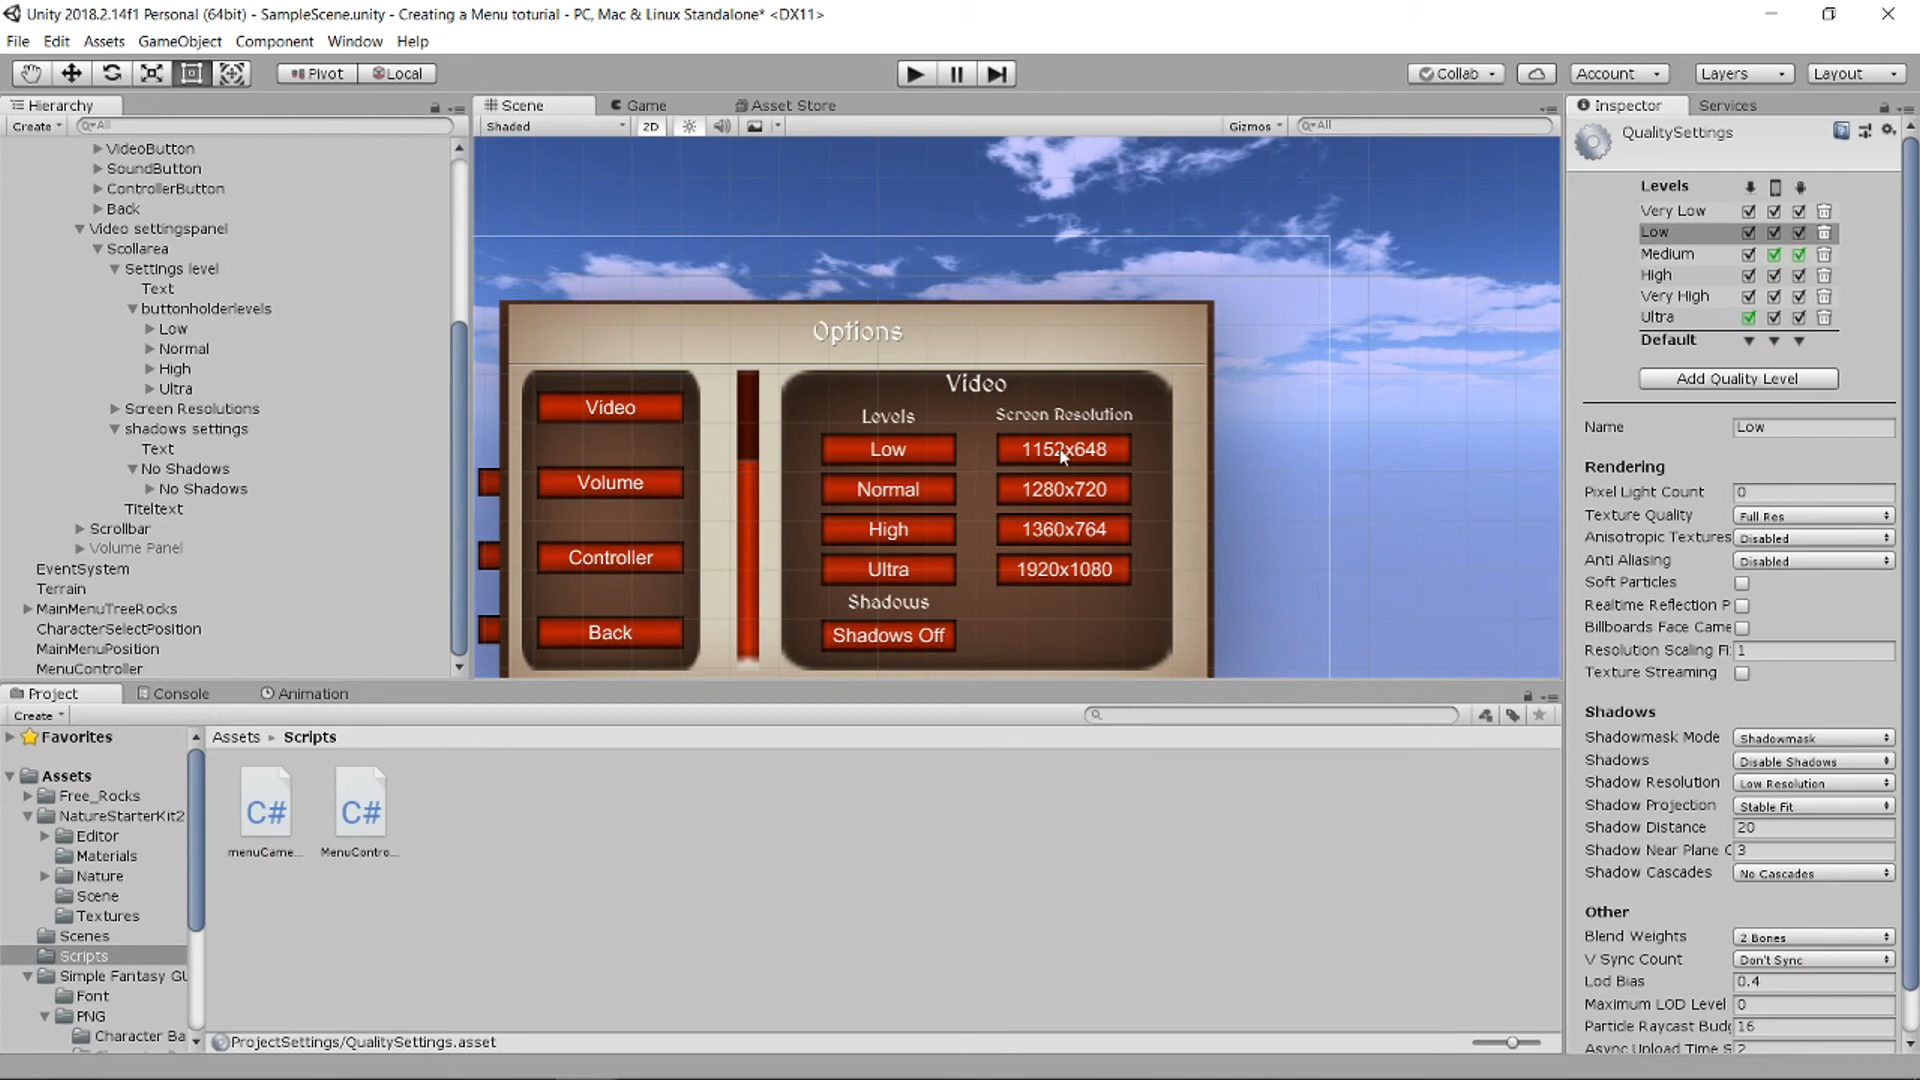 Unity 2018.2.14f1 Personal (64bit) - SampleScene.unity - Creating a Menu toturial - PC, Mac & Linux Standalone* <DX11>
File Edit Assets GameObject Component Window Help
Pivot Local Collab Account Layers Layout
Hierarchy
Create All
VideoButton
SoundButton
ControllerButton
Back
Video settingspanel
Scollarea
Settings level
Text
buttonholderlevels
Low
Normal
High
Ultra
Screen Resolutions
shadows settings
Text
No Shadows
No Shadows
Titeltext
Scrollbar
Volume Panel
EventSystem
Terrain
MainMenuTreeRocks
CharacterSelectPosition
MainMenuPosition
MenuController
Scene Game Asset Store
Shaded 2D Gizmos All
Options
Video
Volume
Controller
Back
Video
Levels Screen Resolution
Low 1152x648
Normal 1280x720
High 1360x764
Ultra 1920x1080
Shadows
Shadows Off
Inspector Services
QualitySettings
Levels
Very Low
Low
Medium
High
Very High
Ultra
Default
Add Quality Level
Name Low
Rendering
Pixel Light Count 0
Texture Quality Full Res
Anisotropic Textures Disabled
Anti Aliasing Disabled
Soft Particles
Realtime Reflection P
Billboards Face Came
Resolution Scaling Fi 1
Texture Streaming
Shadows
Shadowmask Mode Shadowmask
Shadows Disable Shadows
Shadow Resolution Low Resolution
Shadow Projection Stable Fit
Shadow Distance 20
Shadow Near Plane C 3
Shadow Cascades No Cascades
Other
Blend Weights 2 Bones
V Sync Count Don't Sync
Lod Bias 0.4
Maximum LOD Level 0
Particle Raycast Budg 16
Async Upload Time S 2
Project Console Animation
Create
Favorites
Assets
Free_Rocks
NatureStarterKit2
Editor
Materials
Nature
Scene
Textures
Scenes
Scripts
Simple Fantasy GU
Font
PNG
Character Ba
Assets Scripts
C# C#
menuCame... MenuContro...
ProjectSettings/QualitySettings.asset